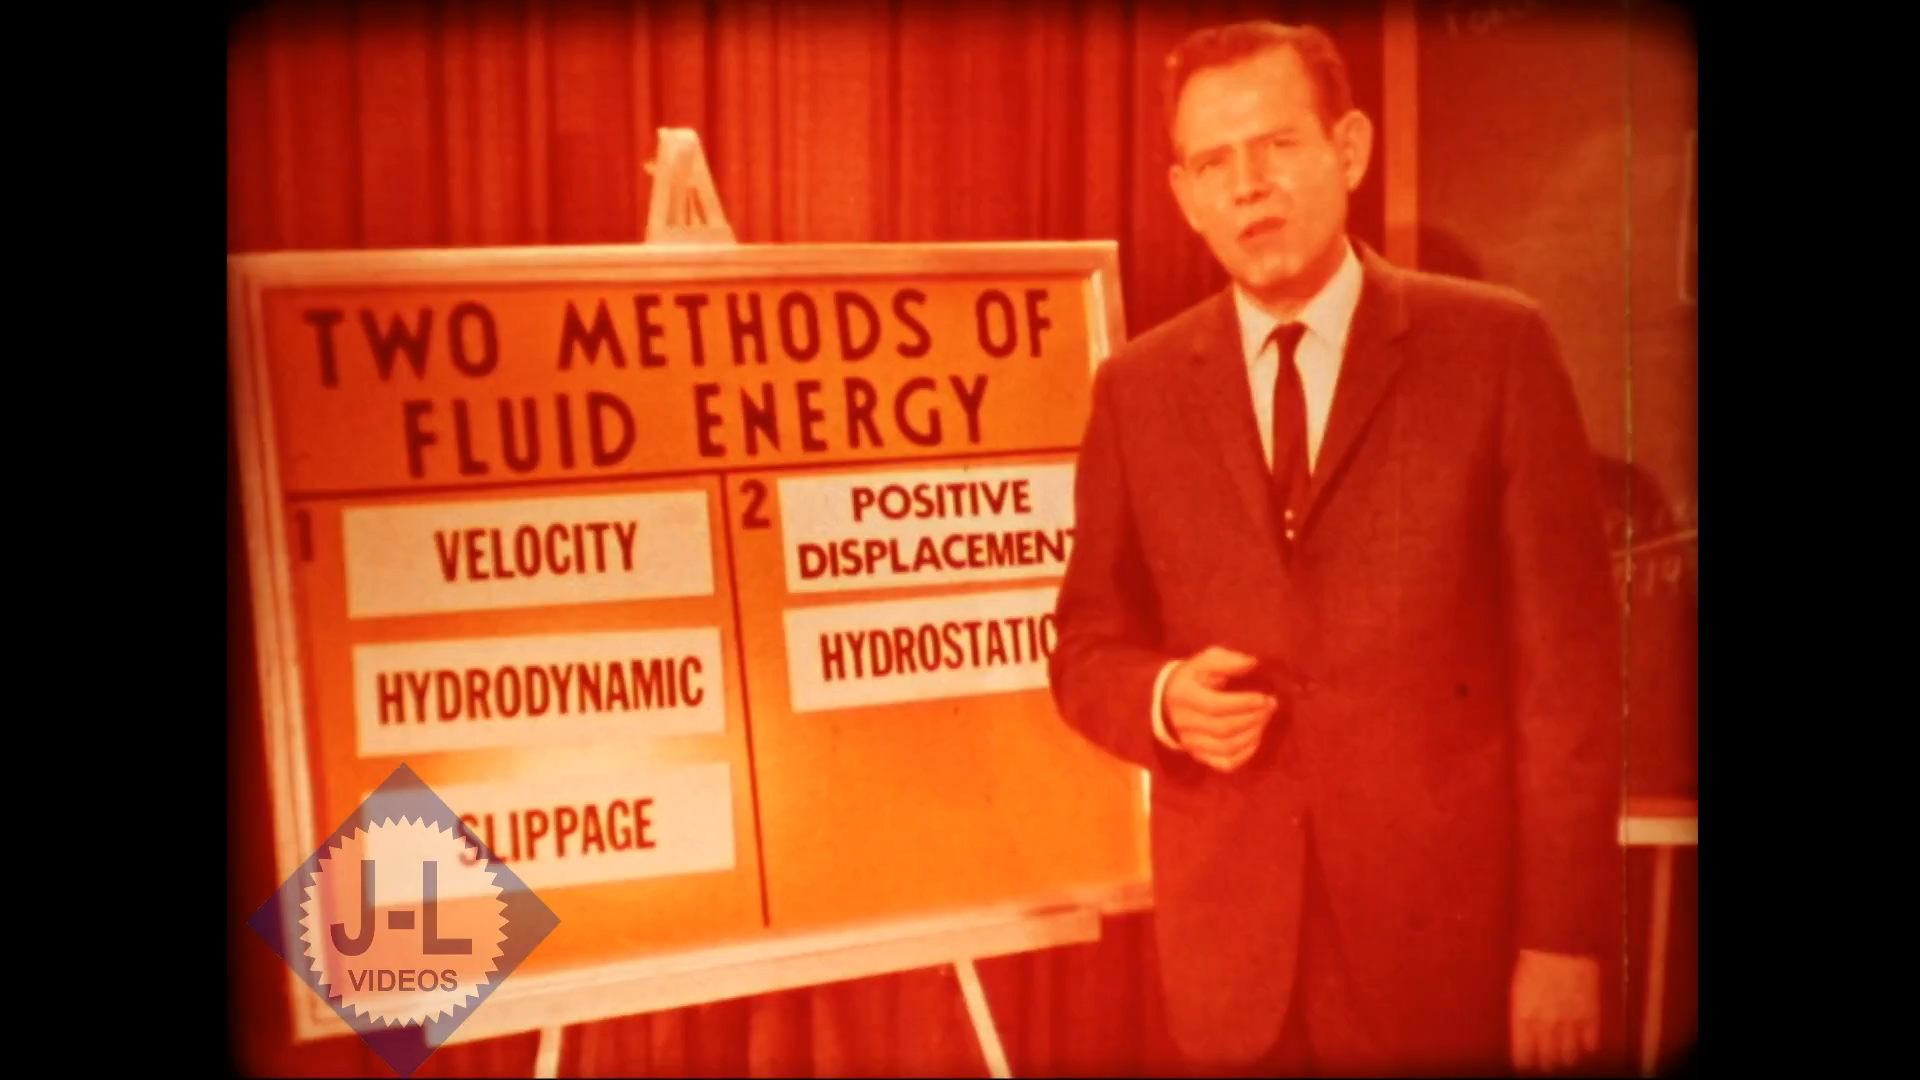 TWO METHODS OF
FLUID ENERGY
1
VELOCITY
HYDRODYNAMIC
SLIPPAGE
2
POSITIVE
DISPLACEMENT
HYDROSTATIC
J-L
VIDEOS